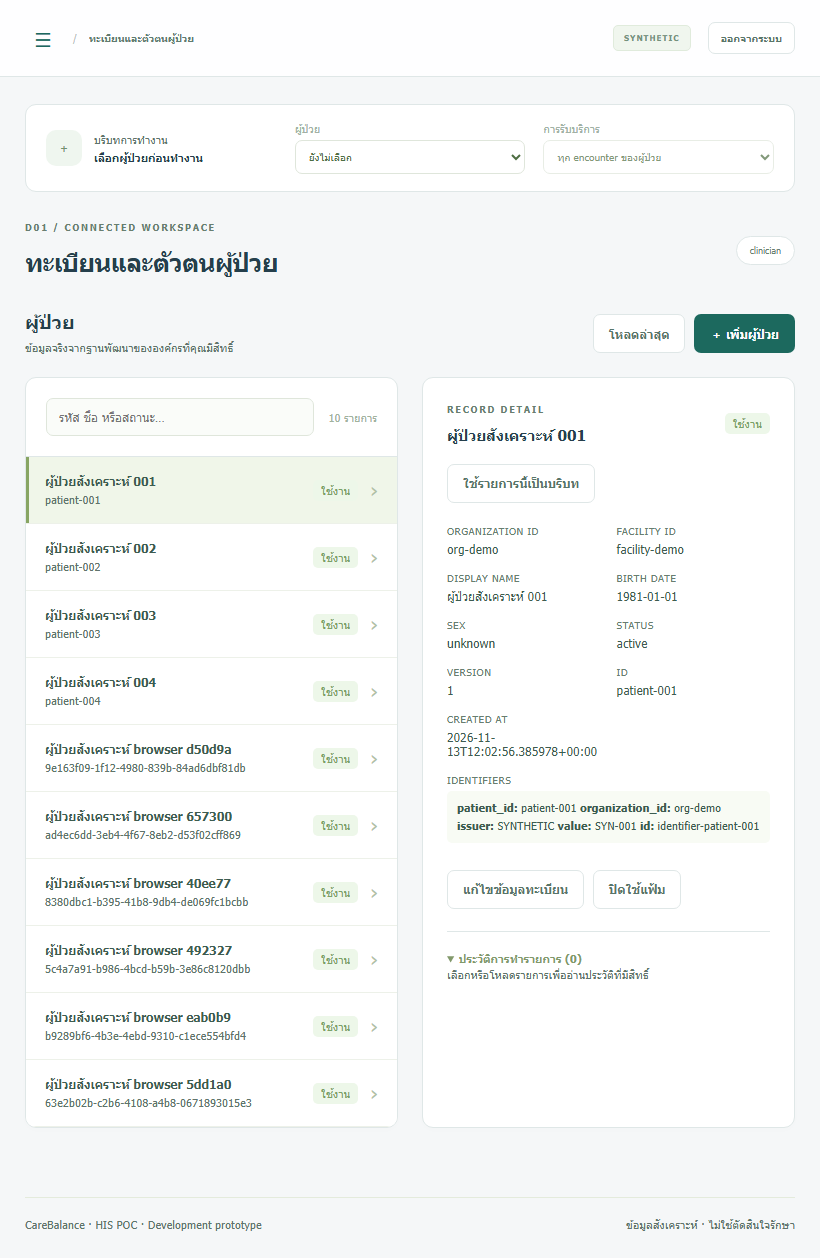 ☰ / ทะเบียนและตัวตนผู้ป่วย
SYNTHETIC
ออกจากระบบ
+
บริบทการทำงาน
เลือกผู้ป่วยก่อนทำงาน
ผู้ป่วย
ยังไม่เลือก
การรับบริการ
ทุก encounter ของผู้ป่วย
D01 / CONNECTED WORKSPACE
ทะเบียนและตัวตนผู้ป่วย
clinician
ผู้ป่วย
ข้อมูลจริงจากฐานพัฒนาขององค์กรที่คุณมีสิทธิ์
โหลดล่าสุด
+ เพิ่มผู้ป่วย
รหัส ชื่อ หรือสถานะ...
10 รายการ
ผู้ป่วยสังเคราะห์ 001
patient-001
ใช้งาน
ผู้ป่วยสังเคราะห์ 002
patient-002
ใช้งาน
ผู้ป่วยสังเคราะห์ 003
patient-003
ใช้งาน
ผู้ป่วยสังเคราะห์ 004
patient-004
ใช้งาน
ผู้ป่วยสังเคราะห์ browser d50d9a
9e163f09-1f12-4980-839b-84ad6dbf81db
ใช้งาน
ผู้ป่วยสังเคราะห์ browser 657300
ad4ec6dd-3eb4-4f67-8eb2-d53f02cff869
ใช้งาน
ผู้ป่วยสังเคราะห์ browser 40ee77
8380dbc1-b395-41b8-9db4-de069fc1bcbb
ใช้งาน
ผู้ป่วยสังเคราะห์ browser 492327
5c4a7a91-b986-4bcd-b59b-3e86c8120dbb
ใช้งาน
ผู้ป่วยสังเคราะห์ browser eab0b9
b9289bf6-4b3e-4ebd-9310-c1ece554bfd4
ใช้งาน
ผู้ป่วยสังเคราะห์ browser 5dd1a0
63e2b02b-c2b6-4108-a4b8-0671893015e3
ใช้งาน
RECORD DETAIL
ผู้ป่วยสังเคราะห์ 001
ใช้งาน
ใช้รายการนี้เป็นบริบท
ORGANIZATION ID
org-demo
FACILITY ID
facility-demo
DISPLAY NAME
ผู้ป่วยสังเคราะห์ 001
BIRTH DATE
1981-01-01
SEX
unknown
STATUS
active
VERSION
1
ID
patient-001
CREATED AT
2026-11-
13T12:02:56.385978+00:00
IDENTIFIERS
patient_id: patient-001 organization_id: org-demo
issuer: SYNTHETIC value: SYN-001 id: identifier-patient-001
แก้ไขข้อมูลทะเบียน
ปิดใช้แฟ้ม
▼ ประวัติการทำรายการ (0)
เลือกหรือโหลดรายการเพื่ออ่านประวัติที่มีสิทธิ์
CareBalance · HIS POC · Development prototype
ข้อมูลสังเคราะห์ · ไม่ใช้ตัดสินใจรักษา